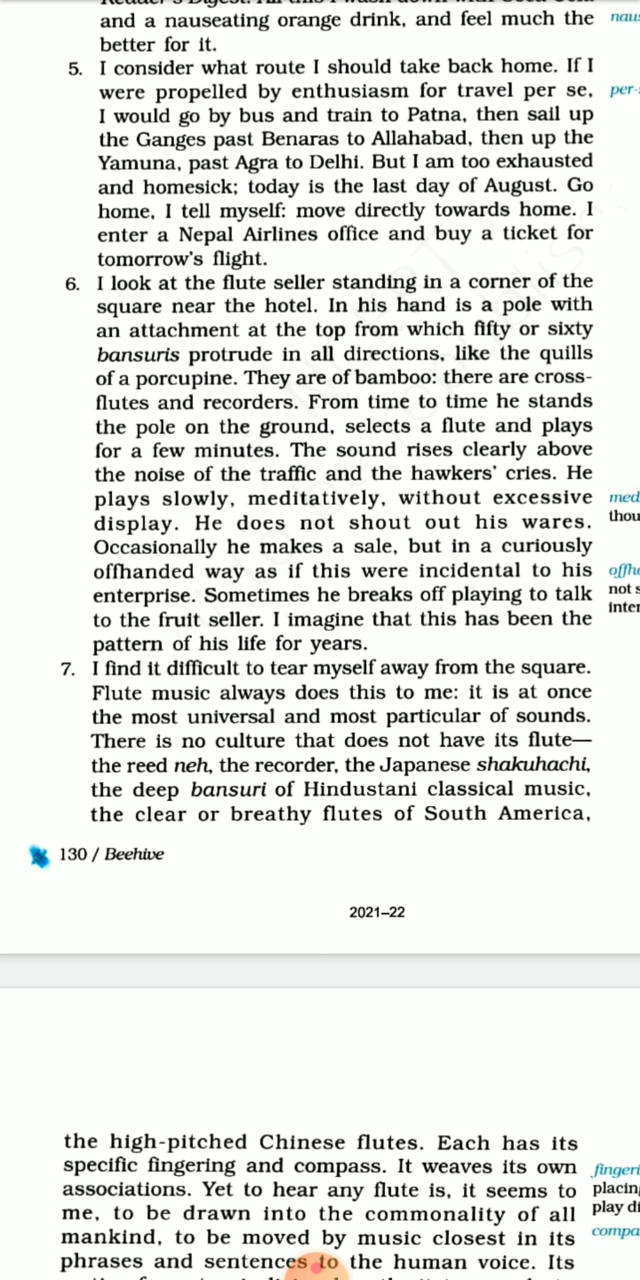 and a nauseating orange drink, and feel much the
better for it.
5. I consider what route I should take back home. If I
were propelled by enthusiasm for travel per se,
I would go by bus and train to Patna, then sail up
the Ganges past Benaras to Allahabad, then up the
Yamuna, past Agra to Delhi. But I am too exhausted
and homesick; today is the last day of August. Go
home, I tell myself: move directly towards home. I
enter a Nepal Airlines office and buy a ticket for
tomorrow's flight.
6. I look at the flute seller standing in a corner of the
square near the hotel. In his hand is a pole with
an attachment at the top from which fifty or sixty
bansuris protrude in all directions, like the quills
of a porcupine. They are of bamboo: there are cross-
flutes and recorders. From time to time he stands
the pole on the ground, selects a flute and plays
for a few minutes. The sound rises clearly above
the noise of the traffic and the hawkers' cries. He
plays slowly, meditatively, without excessive
display. He does not shout out his wares.
Occasionally he makes a sale, but in a curiously
offhanded way as if this were incidental to his
enterprise. Sometimes he breaks off playing to talk
to the fruit seller. I imagine that this has been the
pattern of his life for years.
7. I find it difficult to tear myself away from the square.
Flute music always does this to me: it is at once
the most universal and most particular of sounds.
There is no culture that does not have its flute—
the reed neh, the recorder, the Japanese shakuhachi,
the deep bansuri of Hindustani classical music,
the clear or breathy flutes of South America,
130 / Beehive
2021–22
the high-pitched Chinese flutes. Each has its
specific fingering and compass. It weaves its own
associations. Yet to hear any flute is, it seems to
me, to be drawn into the commonality of all
mankind, to be moved by music closest in its
phrases and sentences to the human voice. Its